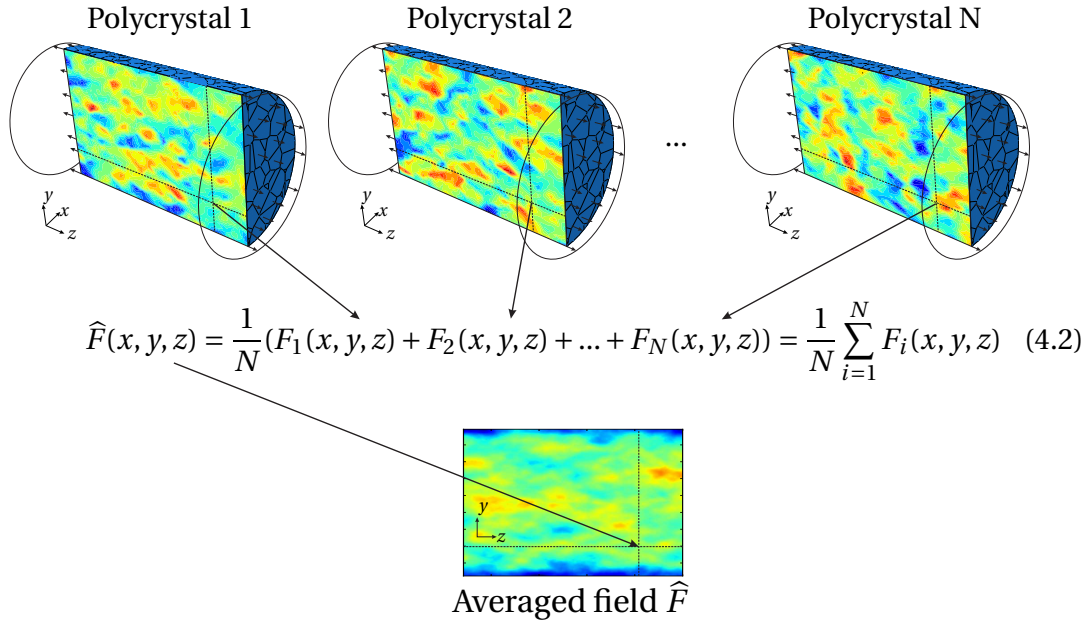 Polycrystal 1 Polycrystal 2 Polycrystal N
...
y x z y x z y x z
F̂(x, y, z) = 1/N (F₁(x, y, z) + F₂(x, y, z) + ... + F_N(x, y, z)) = 1/N ∑_{i=1}^{N} F_i(x, y, z) (4.2)
y
z
Averaged field F̂